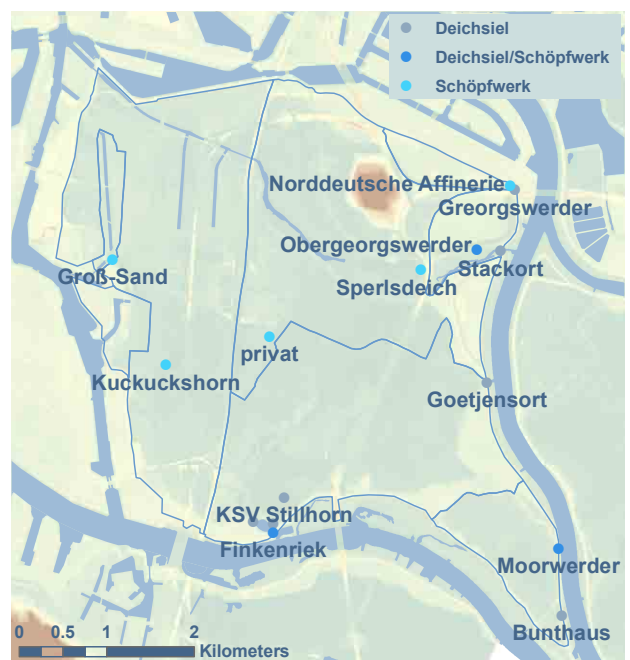 Deichsiel
Deichsiel/Schöpfwerk
Schöpfwerk
Norddeutsche Affinerie
Greorgswerder
Obergeorgswerder
Stackort
Groß-Sand
Sperlsdeich
privat
Kuckuckshorn
Goetjensort
KSV Stillhorn
Finkenriek
Moorwerder
Bunthaus
0 0.5 1 2
Kilometers